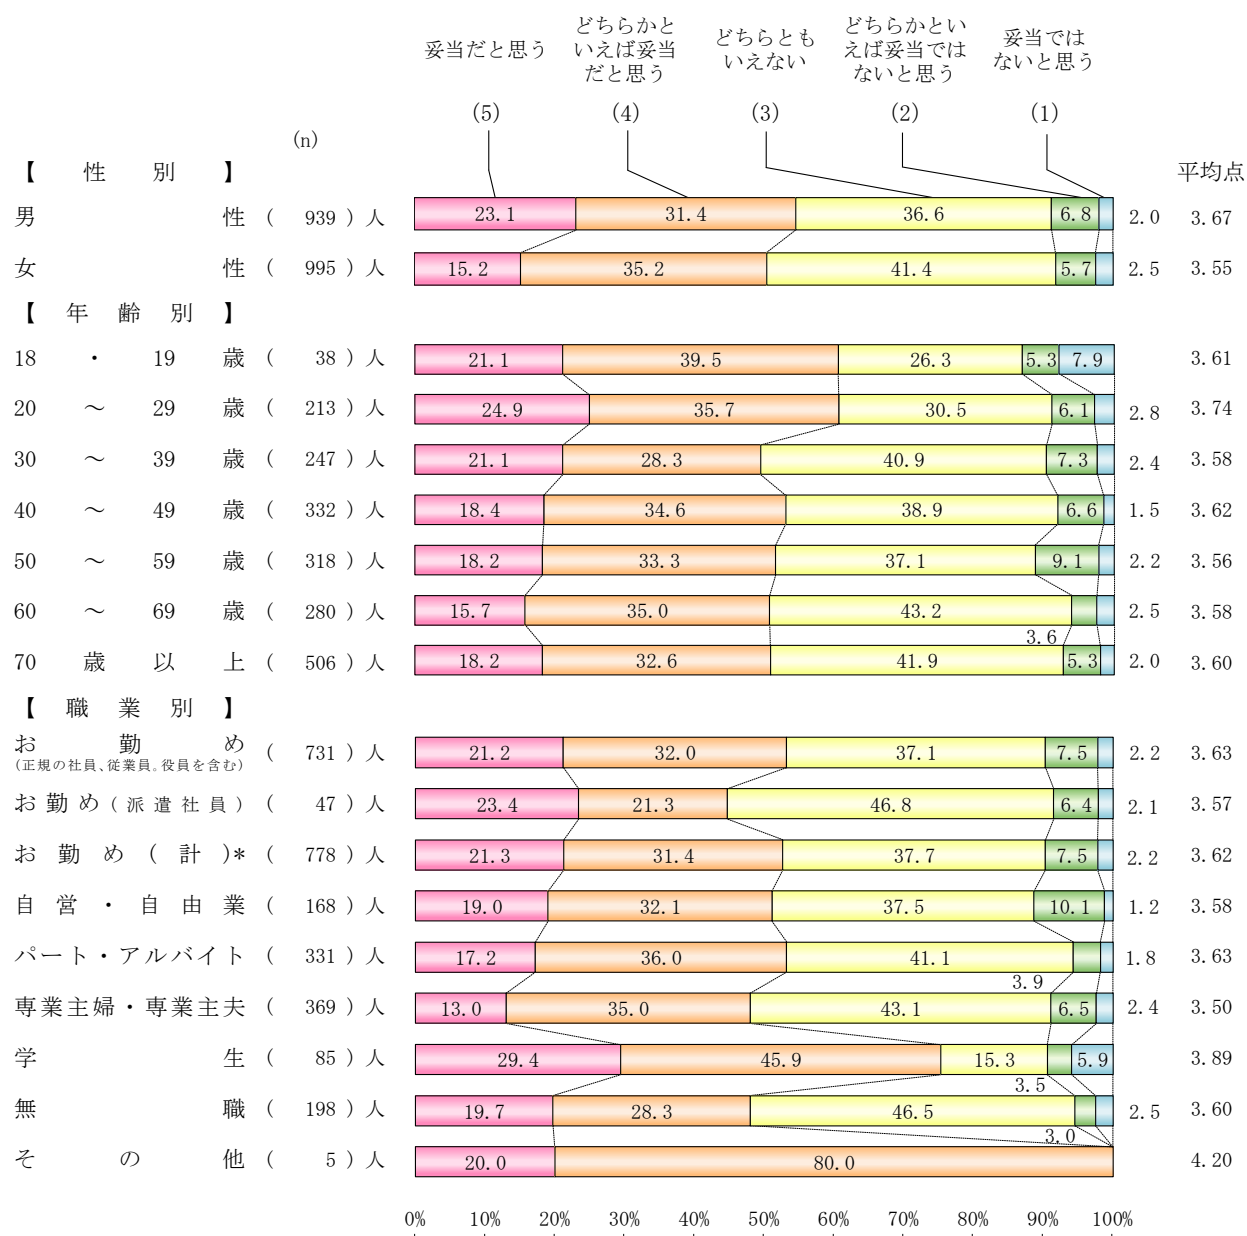 妥当だと思う
どちらかと
いえば妥当
だと思う
どちらとも
いえない
どちらかとい
えば妥当では
ないと思う
妥当では
ないと思う
(5) (4) (3) (2) (1)
(n)
【 性 別 】 平均点
男 性 ( 939 ) 人 23.1 31.4 36.6 6.8 2.0 3.67
女 性 ( 995 ) 人 15.2 35.2 41.4 5.7 2.5 3.55
【 年 齢 別 】
18 ・ 19 歳 ( 38 ) 人 21.1 39.5 26.3 5.3 7.9 3.61
20 ～ 29 歳 ( 213 ) 人 24.9 35.7 30.5 6.1 2.8 3.74
30 ～ 39 歳 ( 247 ) 人 21.1 28.3 40.9 7.3 2.4 3.58
40 ～ 49 歳 ( 332 ) 人 18.4 34.6 38.9 6.6 1.5 3.62
50 ～ 59 歳 ( 318 ) 人 18.2 33.3 37.1 9.1 2.2 3.56
60 ～ 69 歳 ( 280 ) 人 15.7 35.0 43.2 2.5 3.58
3.6
70 歳 以 上 ( 506 ) 人 18.2 32.6 41.9 5.3 2.0 3.60
【 職 業 別 】
お 勤 め ( 731 ) 人 21.2 32.0 37.1 7.5 2.2 3.63
(正規の社員、従業員。役員を含む)
お勤め(派遣社員) ( 47 ) 人 23.4 21.3 46.8 6.4 2.1 3.57
お 勤 め ( 計 )* ( 778 ) 人 21.3 31.4 37.7 7.5 2.2 3.62
自 営 ・ 自 由 業 ( 168 ) 人 19.0 32.1 37.5 10.1 1.2 3.58
パート・アルバイト ( 331 ) 人 17.2 36.0 41.1 1.8 3.63
3.9
専業主婦・専業主夫 ( 369 ) 人 13.0 35.0 43.1 6.5 2.4 3.50
学 生 ( 85 ) 人 29.4 45.9 15.3 5.9 3.89
3.5
無 職 ( 198 ) 人 19.7 28.3 46.5 2.5 3.60
3.0
そ の 他 ( 5 ) 人 20.0 80.0 4.20
0% 10% 20% 30% 40% 50% 60% 70% 80% 90% 100%